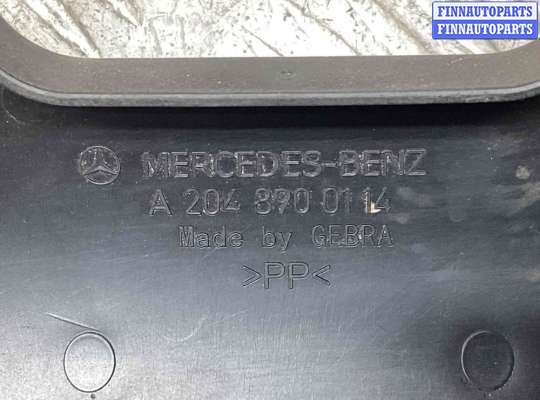 FINNAUTOPARTS
FINNAUTOPARTS
MERCEDES-BENZ
A 204 890 01 14
Made by GEBRA
>PP<